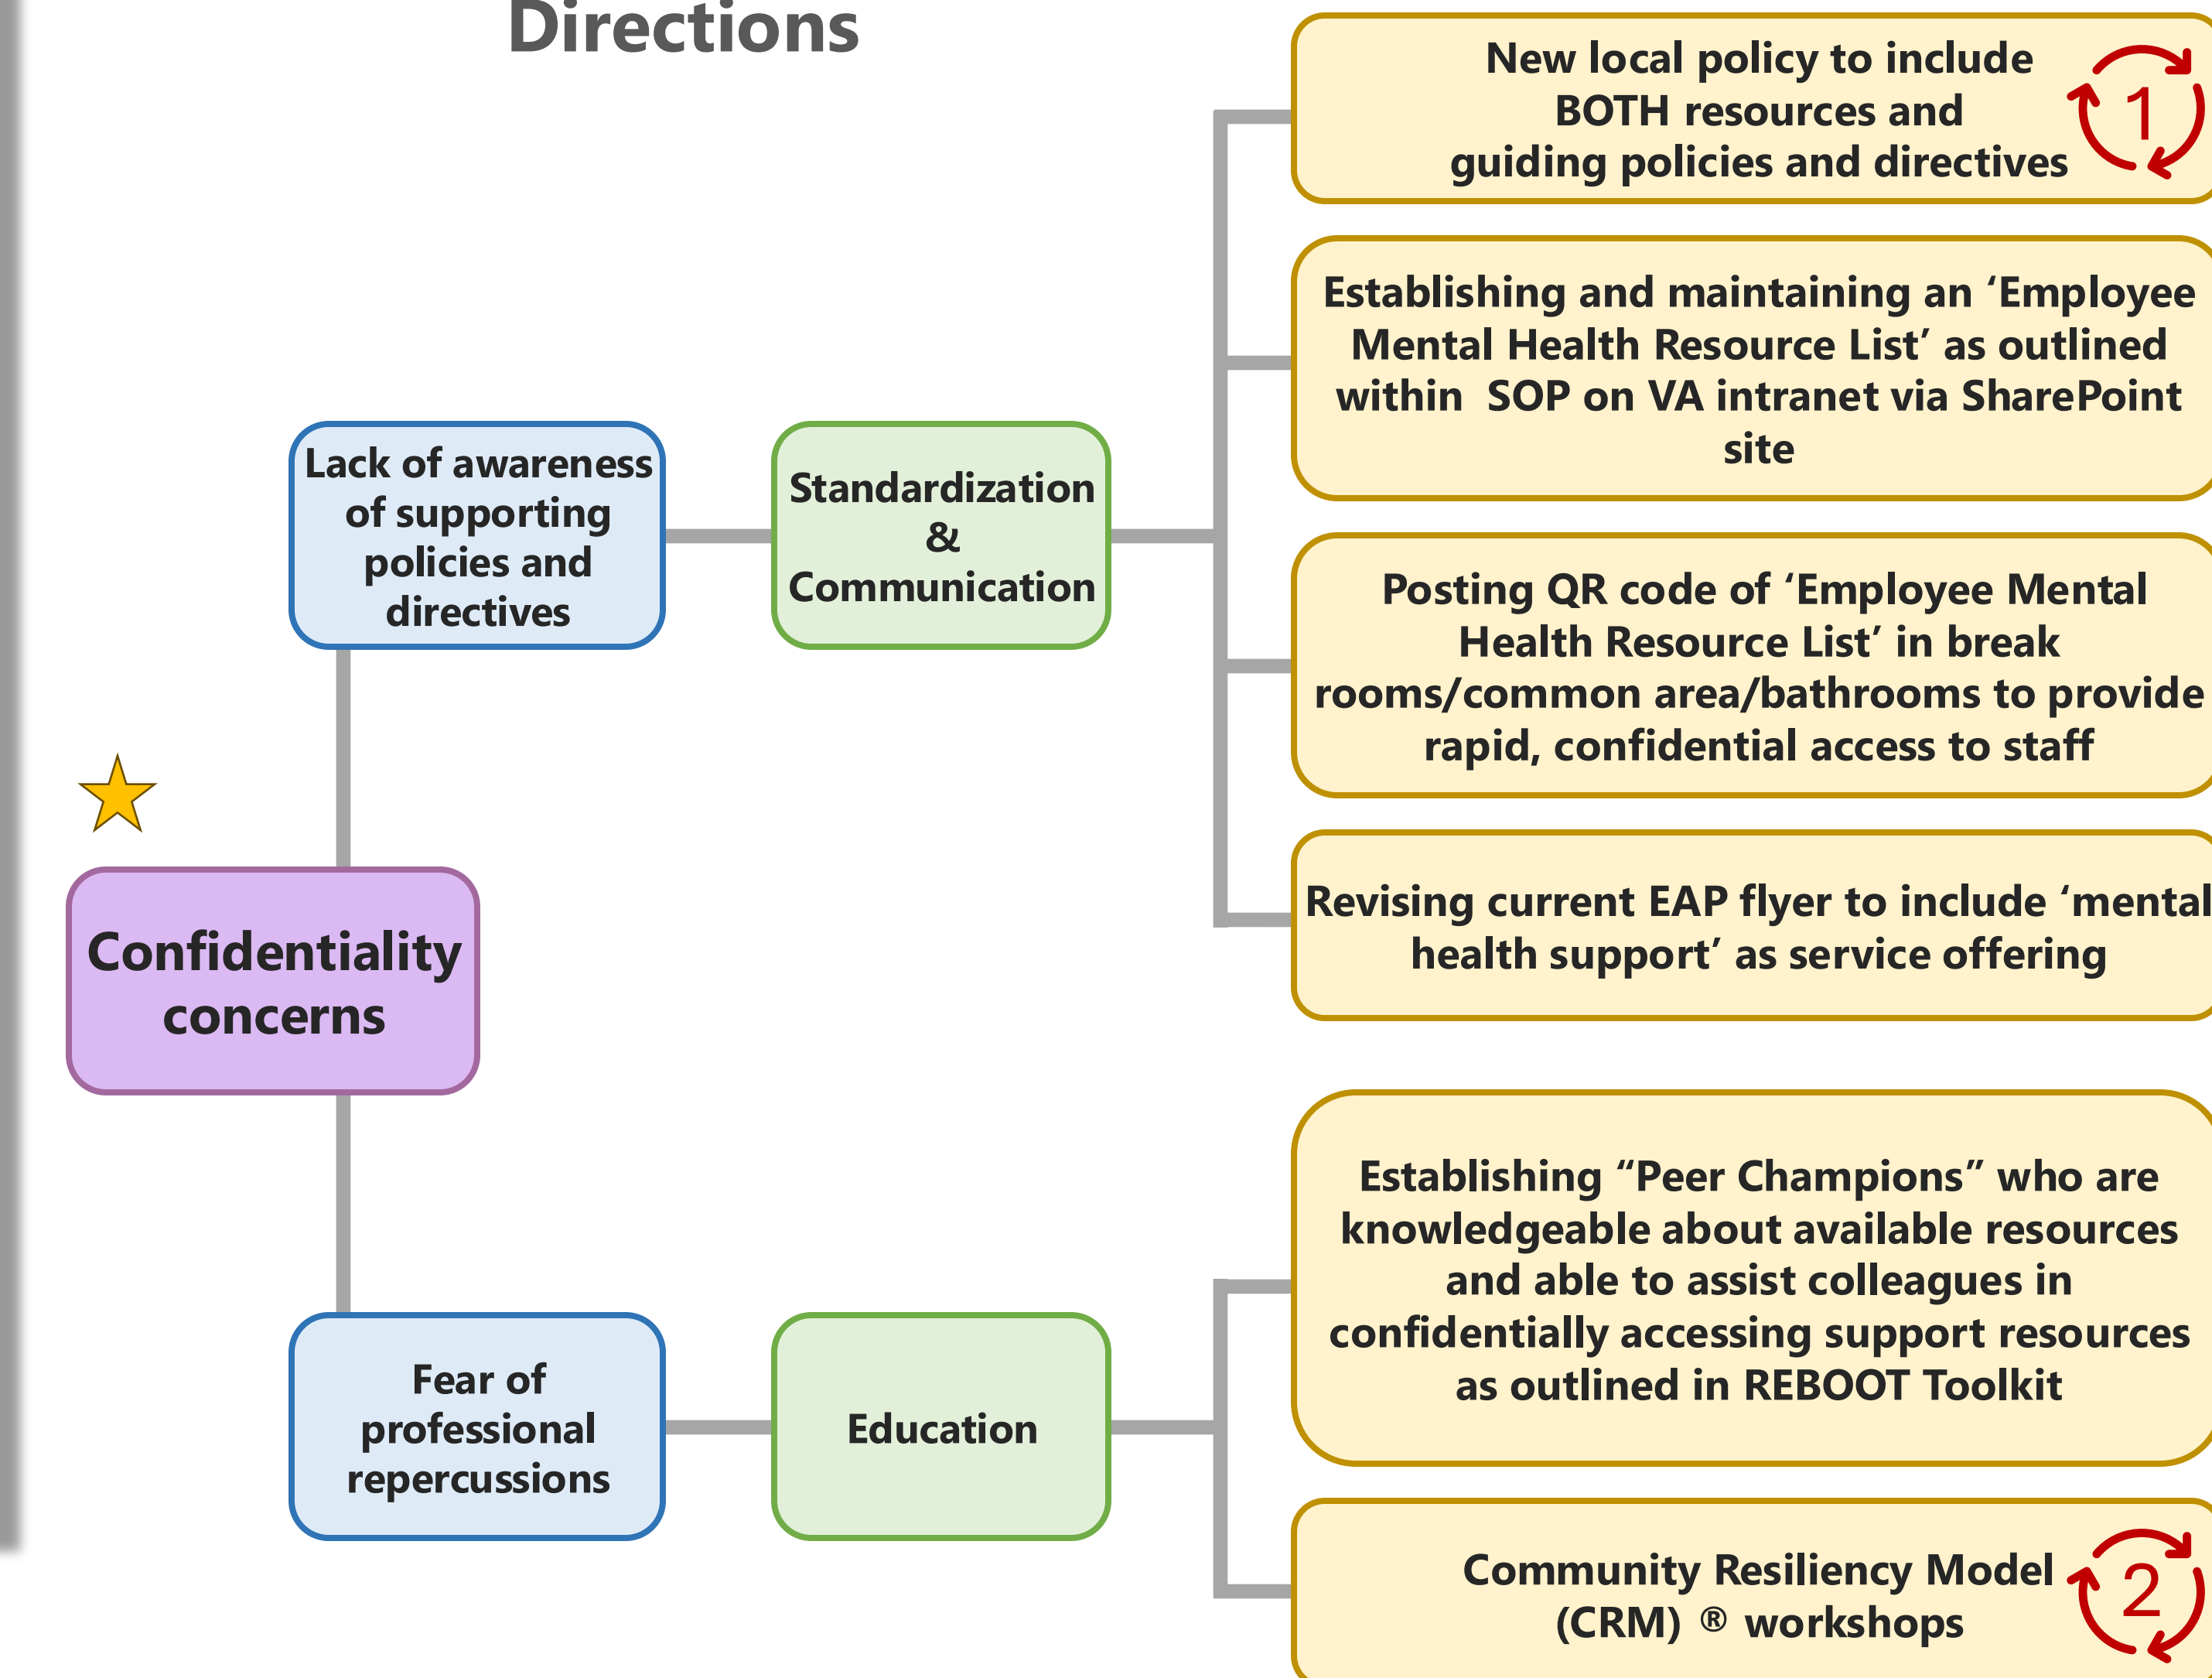 Directions
New local policy to include
BOTH resources and
guiding policies and directives
1
Establishing and maintaining an ‘Employee
Mental Health Resource List’ as outlined
within SOP on VA intranet via SharePoint
site
Lack of awareness
of supporting
policies and
directives
Standardization
&
Communication
Posting QR code of ‘Employee Mental
Health Resource List’ in break
rooms/common area/bathrooms to provide
rapid, confidential access to staff
Revising current EAP flyer to include ‘mental
health support’ as service offering
Confidentiality
concerns
Establishing “Peer Champions” who are
knowledgeable about available resources
and able to assist colleagues in
confidentially accessing support resources
as outlined in REBOOT Toolkit
Fear of
professional
repercussions
Education
Community Resiliency Model
(CRM) ® workshops
2